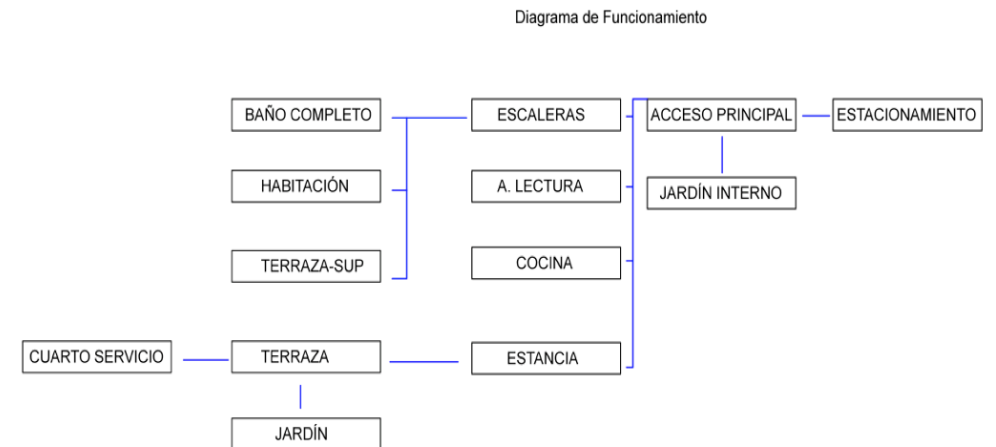 Diagrama de Funcionamiento
BAÑO COMPLETO
ESCALERAS
ACCESO PRINCIPAL
ESTACIONAMIENTO
HABITACIÓN
A. LECTURA
JARDÍN INTERNO
TERRAZA-SUP
COCINA
CUARTO SERVICIO
TERRAZA
ESTANCIA
JARDÍN